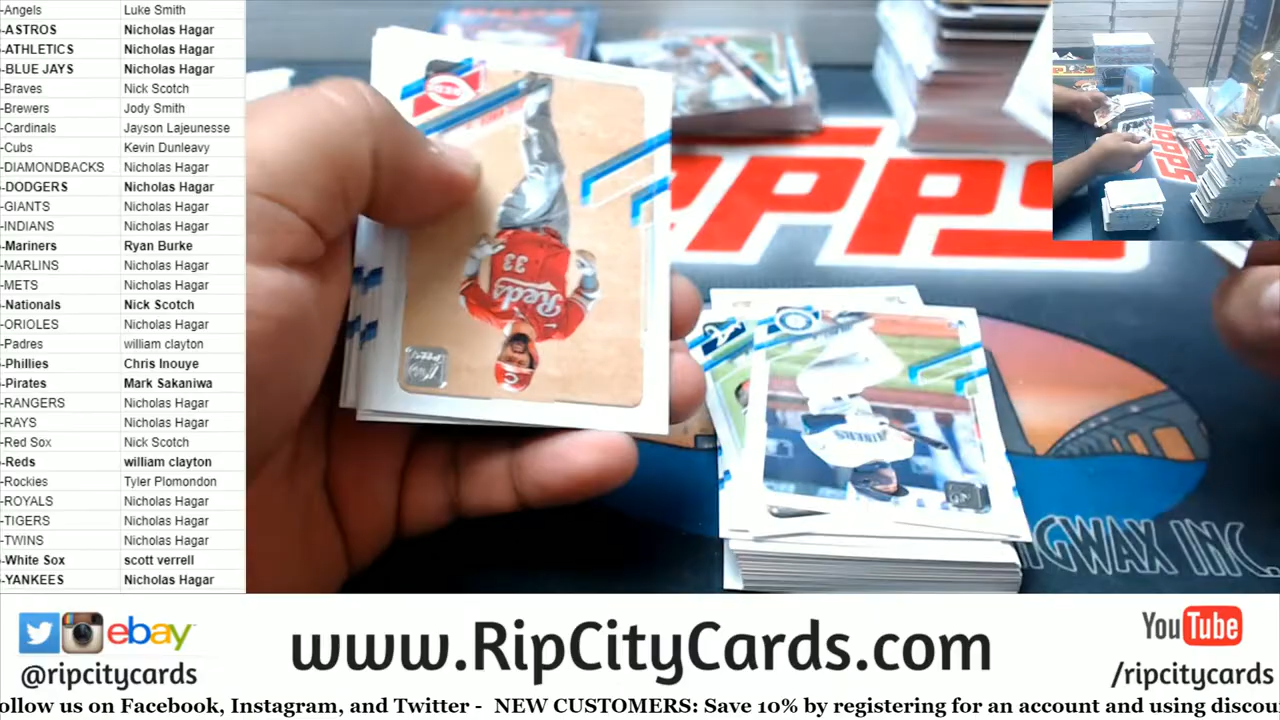 -Angels Luke Smith
-ASTROS Nicholas Hagar
-ATHLETICS Nicholas Hagar
-BLUE JAYS Nicholas Hagar
-Braves Nick Scotch
-Brewers Jody Smith
-Cardinals Jayson Lajeunesse
-Cubs Kevin Dunleavy
-DIAMONDBACKS Nicholas Hagar
-DODGERS Nicholas Hagar
-GIANTS Nicholas Hagar
-INDIANS Nicholas Hagar
-Mariners Ryan Burke
-MARLINS Nicholas Hagar
-METS Nicholas Hagar
-Nationals Nick Scotch
-ORIOLES Nicholas Hagar
-Padres william clayton
-Phillies Chris Inouye
-Pirates Mark Sakaniwa
-RANGERS Nicholas Hagar
-RAYS Nicholas Hagar
-Red Sox Nick Scotch
-Reds william clayton
-Rockies Tyler Plomondon
-ROYALS Nicholas Hagar
-TIGERS Nicholas Hagar
-TWINS Nicholas Hagar
-White Sox scott verrell
-YANKEES Nicholas Hagar
REDS
33
Reds
TOPPS
TOPPS
GWAX INC.
ebay
@ripcitycards
www.RipCityCards.com
YouTube
/ripcitycards
ollow us on Facebook, Instagram, and Twitter - NEW CUSTOMERS: Save 10% by registering for an account and using discou